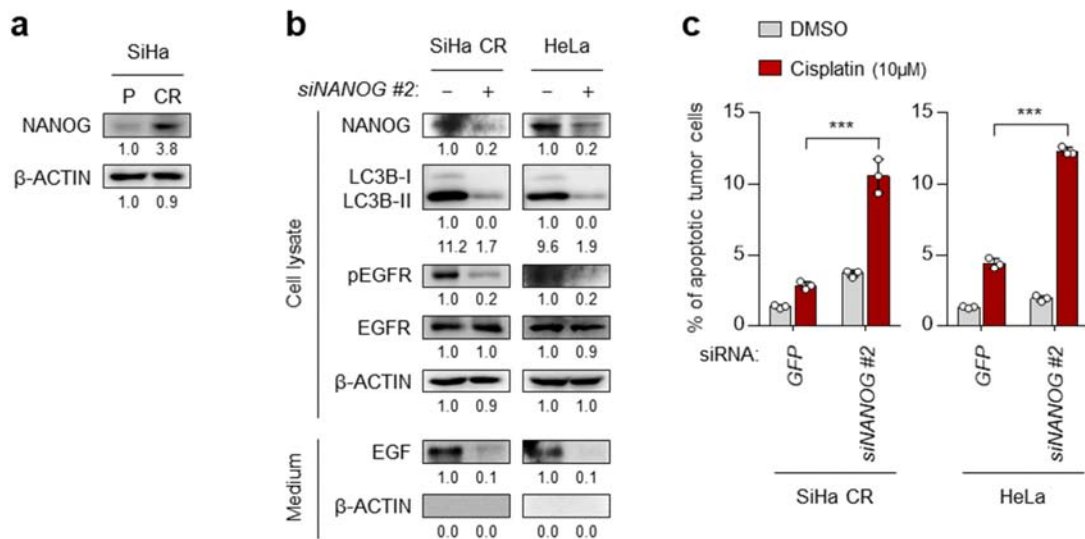 a
SiHa
P CR
NANOG
1.0 3.8
β-ACTIN
1.0 0.9
b
SiHa CR HeLa
siNANOG #2: – + – +
Cell lysate
NANOG
1.0 0.2 1.0 0.2
LC3B-I
LC3B-II
1.0 0.0 1.0 0.0
11.2 1.7 9.6 1.9
pEGFR
1.0 0.2 1.0 0.2
EGFR
1.0 1.0 1.0 0.9
β-ACTIN
1.0 0.9 1.0 1.0
Medium
EGF
1.0 0.1 1.0 0.1
β-ACTIN
0.0 0.0 0.0 0.0
c
DMSO
Cisplatin (10μM)
% of apoptotic tumor cells
15
10
5
0
***
15
10
5
0
***
siRNA:
GFP
siNANOG #2
GFP
siNANOG #2
SiHa CR
HeLa